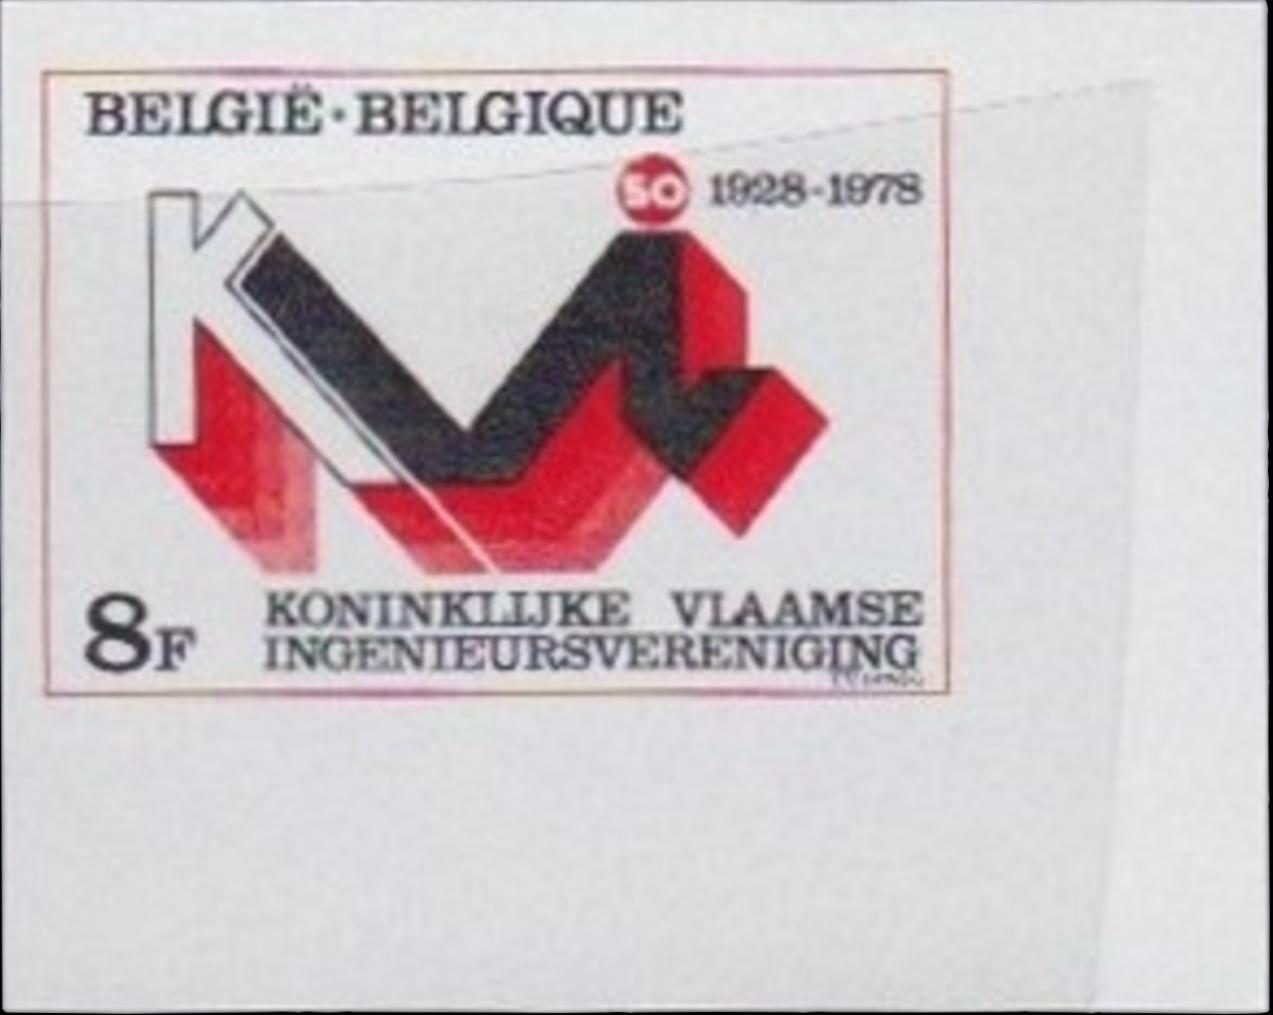 BELGIË·BELGIQUE
50 1928-1978
K
8F KONINKLIJKE VLAAMSE
INGENIEURSVERENIGING